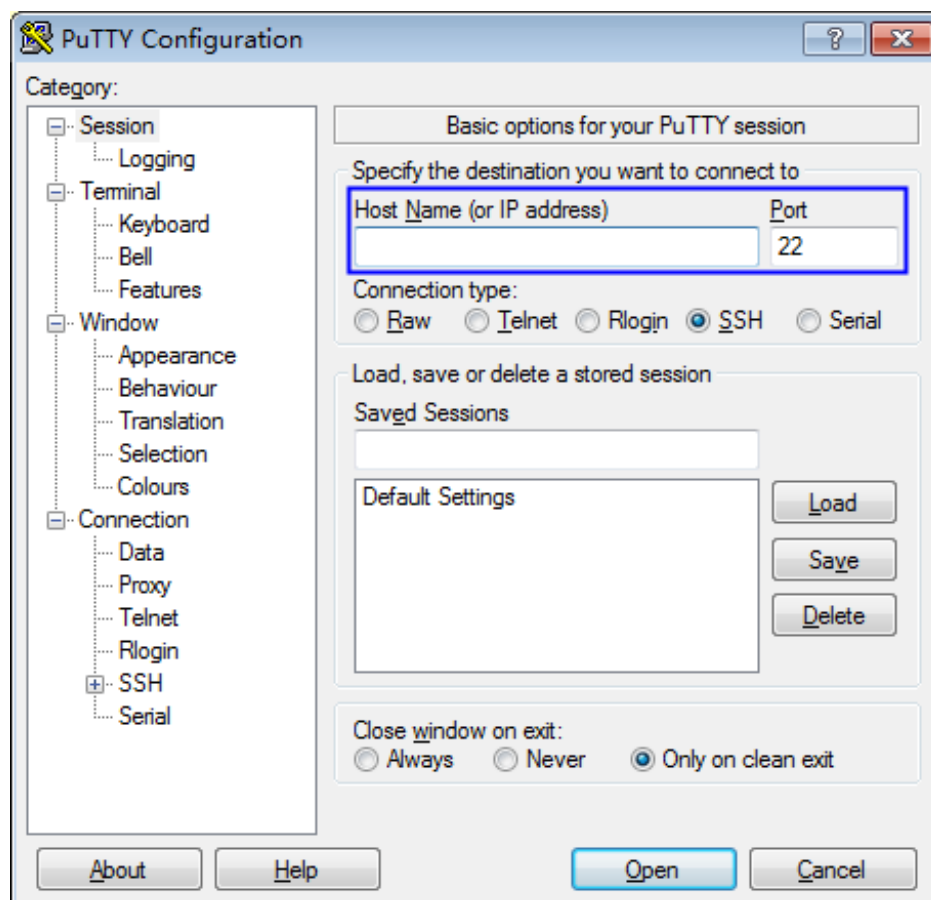 PuTTY Configuration
Category:
Session
Logging
Terminal
Keyboard
Bell
Features
Window
Appearance
Behaviour
Translation
Selection
Colours
Connection
Data
Proxy
Telnet
Rlogin
SSH
Serial
Basic options for your PuTTY session
Specify the destination you want to connect to
Host Name (or IP address) Port
22
Connection type:
Raw Telnet Rlogin SSH Serial
Load, save or delete a stored session
Saved Sessions
Default Settings
Load
Save
Delete
Close window on exit:
Always Never Only on clean exit
About Help Open Cancel